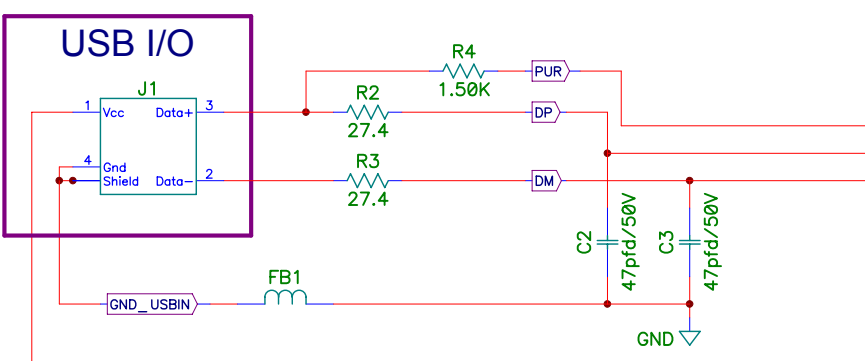 USB I/O
J1
1
Vcc
Data+
3
4
Gnd
Shield
Data-
2
R4
1.50K
PUR
R2
27.4
DP
R3
27.4
DM
C2
47pfd/50V
C3
47pfd/50V
FB1
GND_USBIN
GND